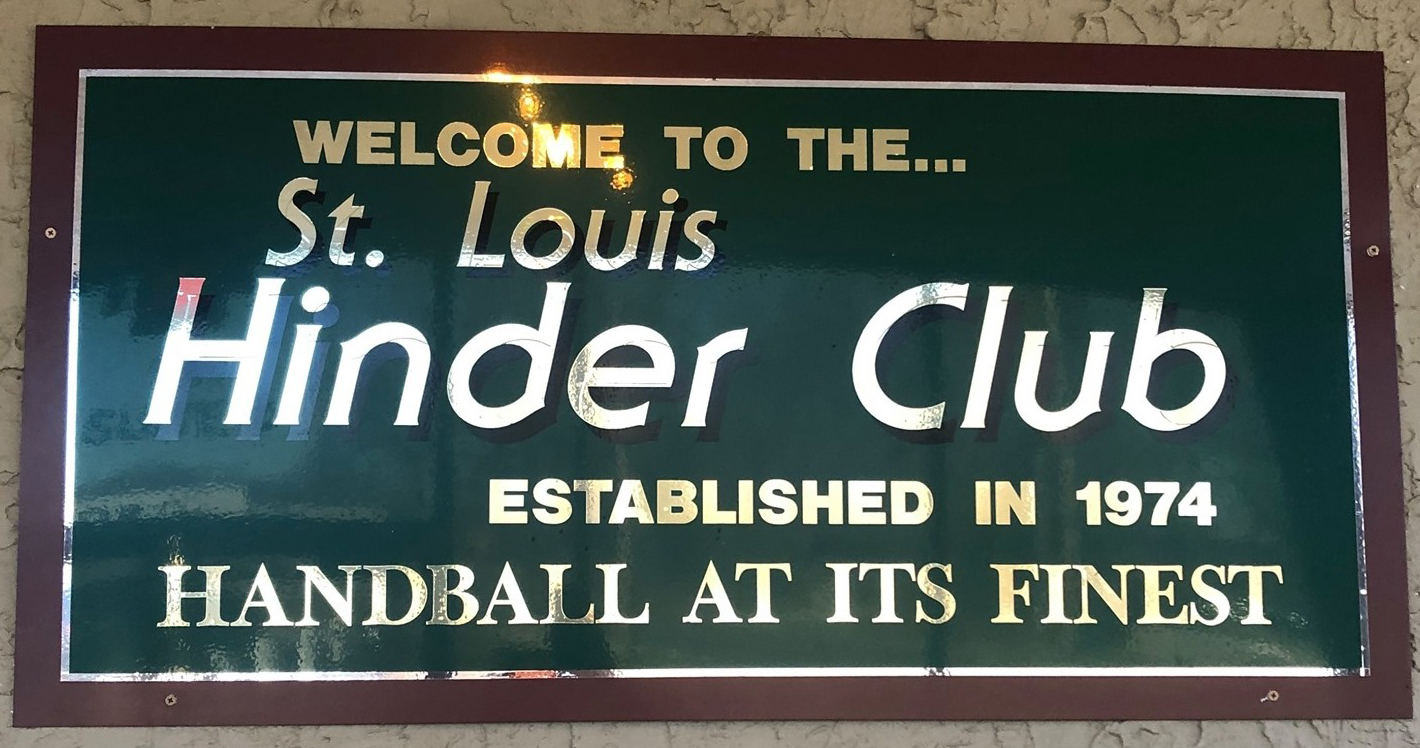 WELCOME TO THE...
St. Louis
Hinder Club
ESTABLISHED IN 1974
HANDBALL AT ITS FINEST